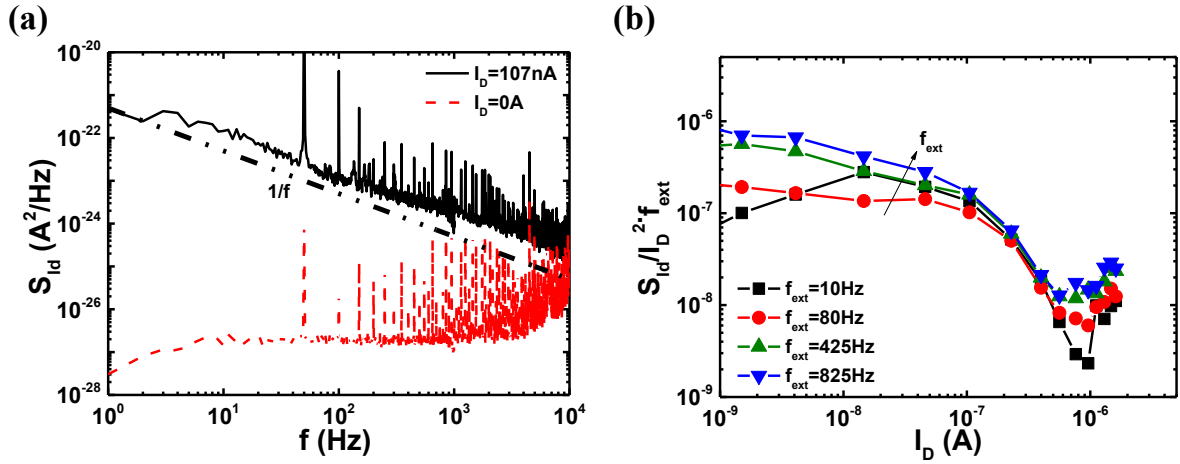 (a)
(b)
10⁻²⁰
10⁻²²
10⁻²⁴
10⁻²⁶
10⁻²⁸
S_Id (A²/Hz)
I_D=107nA
I_D=0A
1/f
10⁰ 10¹ 10² 10³ 10⁴
f (Hz)
10⁻⁶
10⁻⁷
10⁻⁸
10⁻⁹
S_Id/I_D²·f_ext
f_ext
f_ext=10Hz
f_ext=80Hz
f_ext=425Hz
f_ext=825Hz
10⁻⁹ 10⁻⁸ 10⁻⁷ 10⁻⁶
I_D (A)